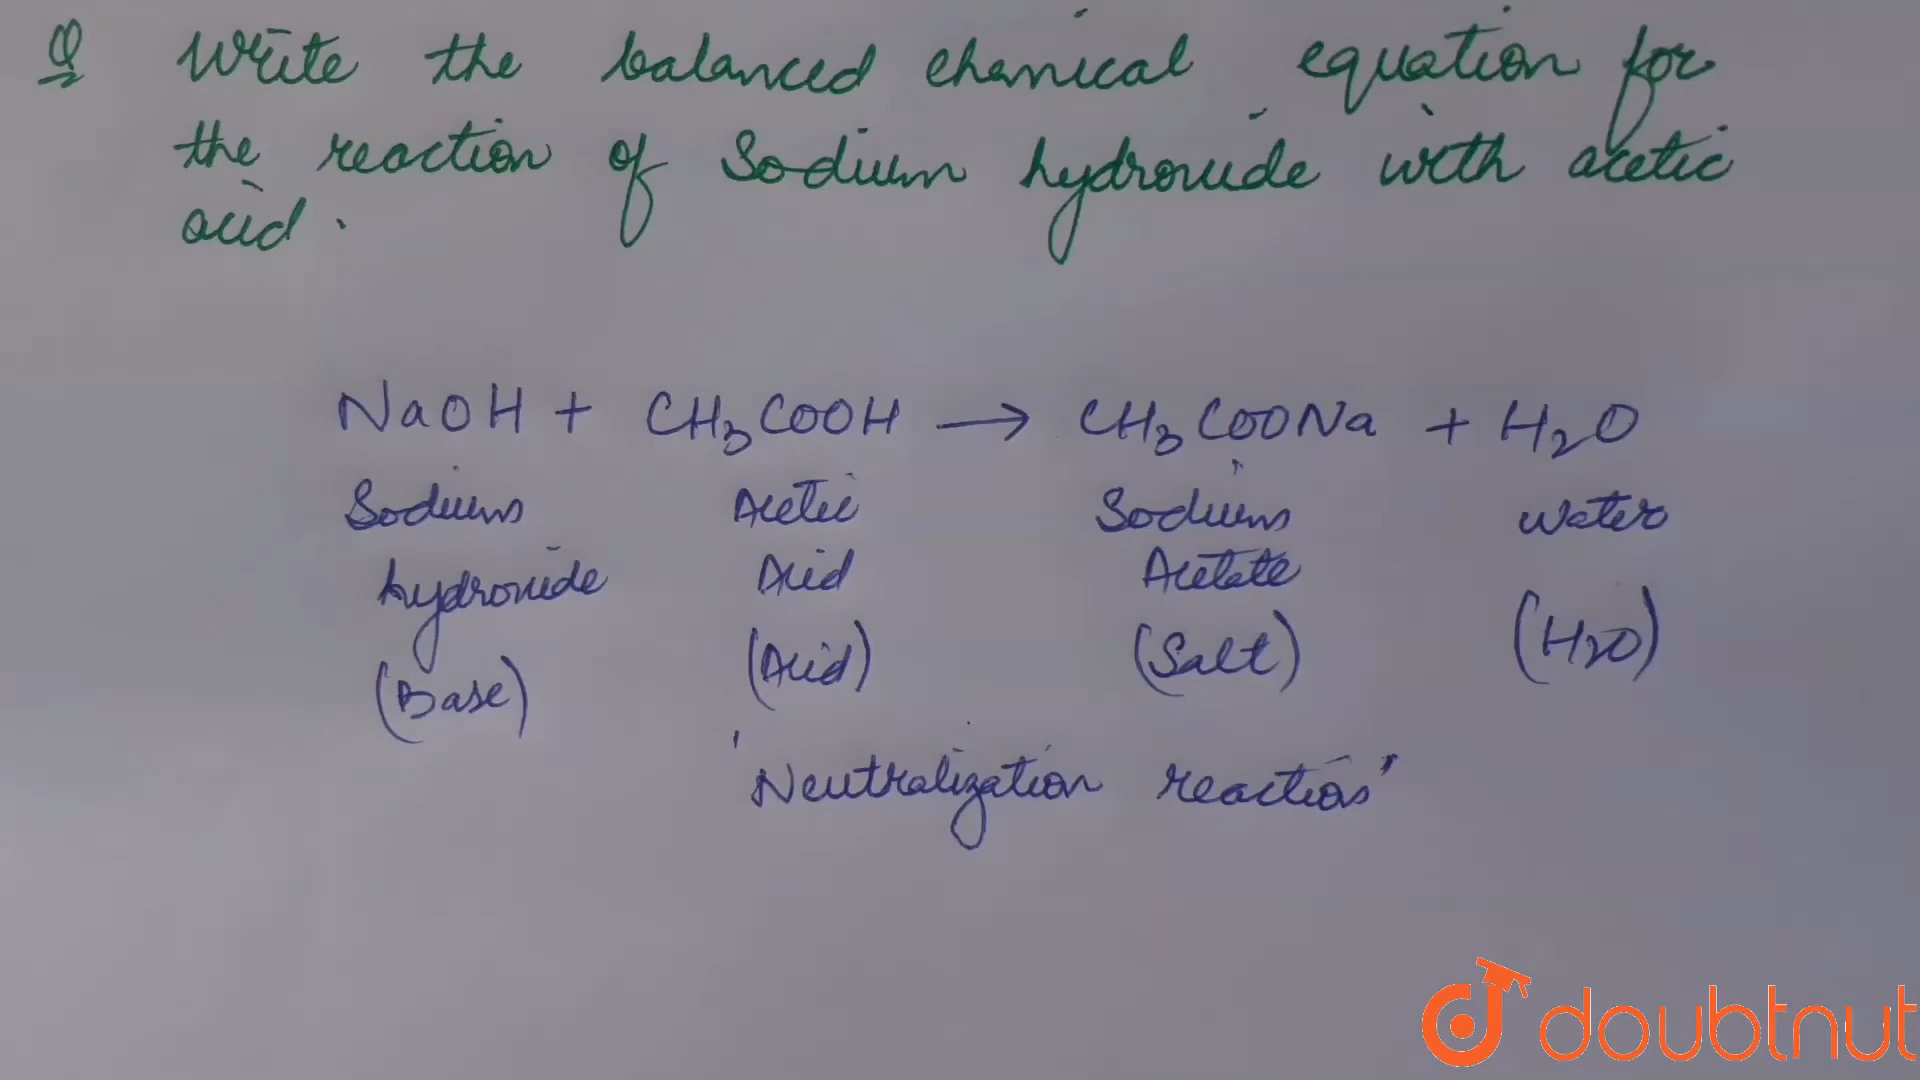 Q Write the balanced chemical equation for
the reaction of Sodium hydroxide with acetic
acid.
NaOH + CH3COOH → CH3COONa + H2O
Sodium Acetic Sodium water
hydroxide Acid Acetate (H2O)
(Base) (Acid) (Salt)
'Neutralization reaction'
doubtnut